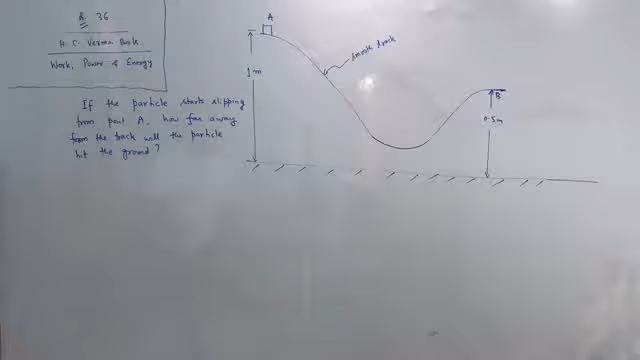 Q. 36
H. C. Verma Book
Work, Power & Energy
If the particle starts slipping
from point A, how far away
from the track will the particle
hit the ground?
A
smooth track
1 m
B
0.5m